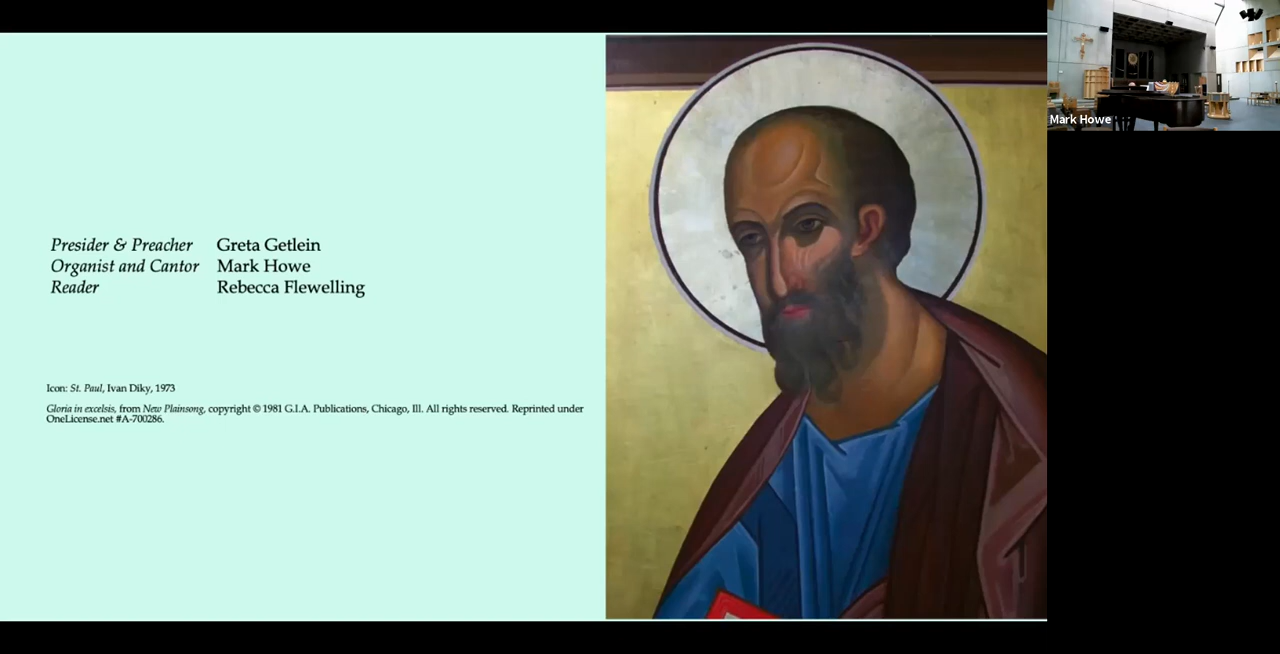 Presider & Preacher Greta Getlein
Organist and Cantor Mark Howe
Reader Rebecca Flewelling
Icon: St. Paul, Ivan Diky, 1973
Gloria in excelsis, from New Plainsong, copyright © 1981 G.I.A. Publications, Chicago, Ill. All rights reserved. Reprinted under
OneLicense.net #A-700286.
Mark Howe